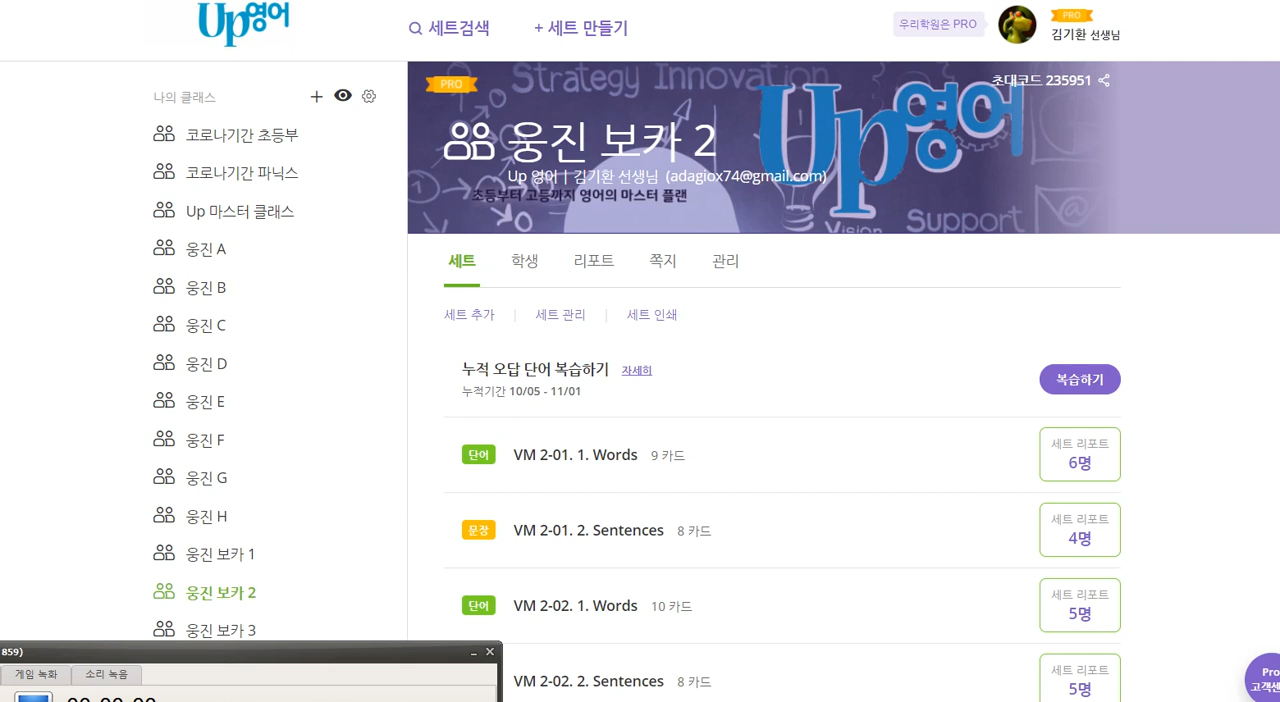 Up영어
세트검색
+ 세트 만들기
우리학원은 PRO
PRO
김기환 선생님
나의 클래스
코로나기간 초등부
코로나기간 파닉스
Up 마스터 클래스
웅진 A
웅진 B
웅진 C
웅진 D
웅진 E
웅진 F
웅진 G
웅진 H
웅진 보카 1
웅진 보카 2
웅진 보카 3
PRO
Strategy Innovation
초대코드 235951
웅진 보카 2
Up영어
Up 영어 | 김기환 선생님 (adagiox74@gmail.com)
초등부터 고등까지 영어의 마스터 플랜
Vision
Support
세트
학생
리포트
쪽지
관리
세트 추가 | 세트 관리 | 세트 인쇄
누적 오답 단어 복습하기 자세히
누적기간 10/05 - 11/01
복습하기
단어 VM 2-01. 1. Words 9 카드
세트 리포트
6명
문장 VM 2-01. 2. Sentences 8 카드
세트 리포트
4명
단어 VM 2-02. 1. Words 10 카드
세트 리포트
5명
VM 2-02. 2. Sentences 8 카드
세트 리포트
5명
859)
게임 녹화
소리 녹음
00:00:00
Pro
고객센